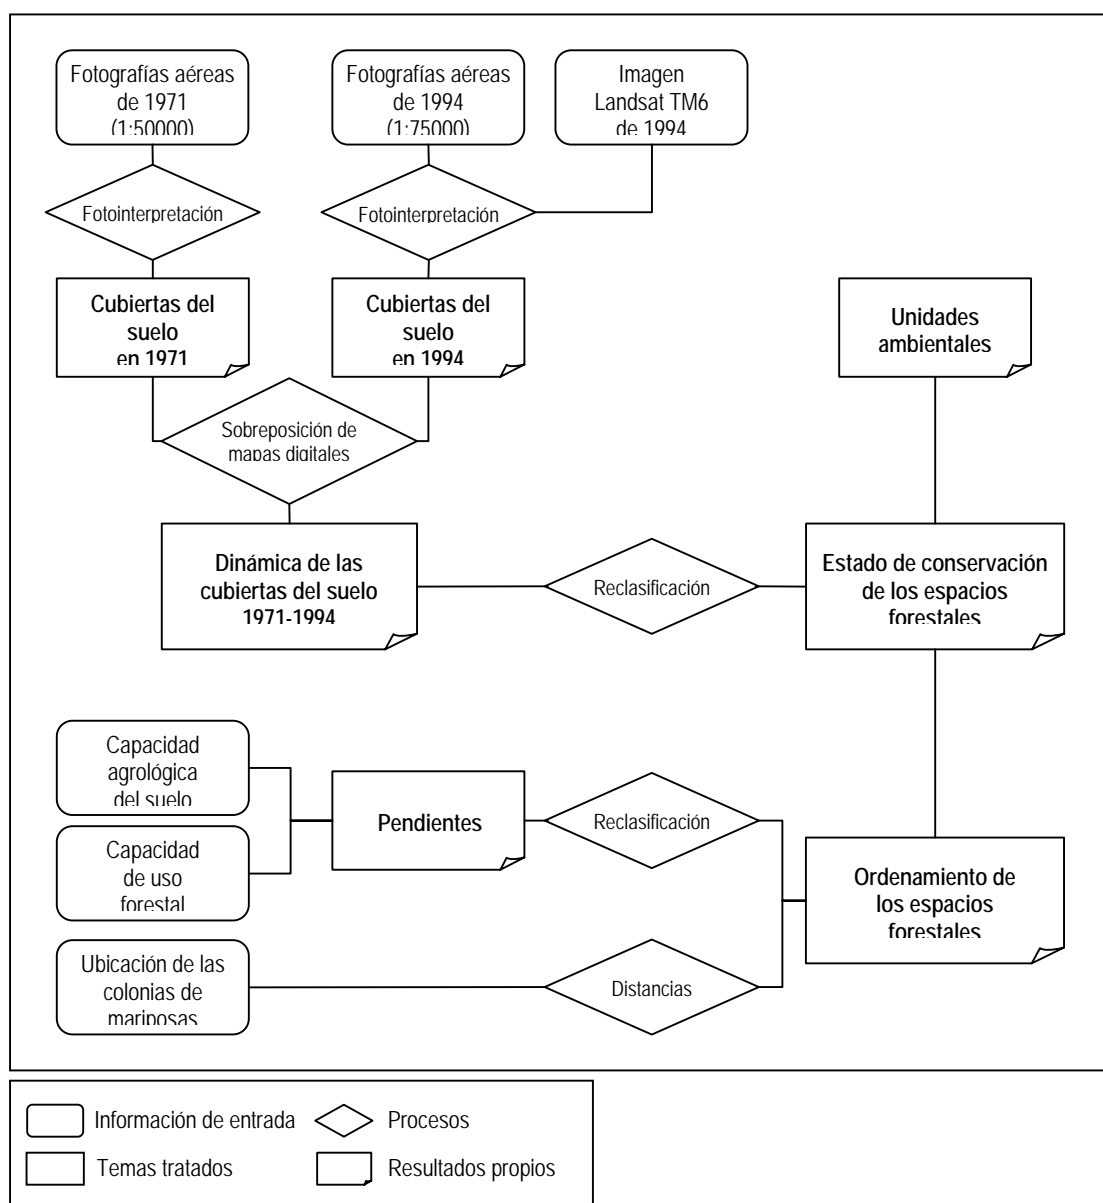 Fotografías aéreas
de 1971
(1:50000)
Fotografías aéreas
de 1994
(1:75000)
Imagen
Landsat TM6
de 1994
Fotointerpretación
Fotointerpretación
Cubiertas del
suelo
en 1971
Cubiertas del
suelo
en 1994
Unidades
ambientales
Sobreposición de
mapas digitales
Dinámica de las
cubiertas del suelo
1971-1994
Reclasificación
Estado de conservación
de los espacios
forestales
Capacidad
agrológica
del suelo
Capacidad
de uso
forestal
Pendientes
Reclasificación
Ordenamiento de
los espacios
forestales
Ubicación de las
colonias de
mariposas
Distancias
Información de entrada
Procesos
Temas tratados
Resultados propios